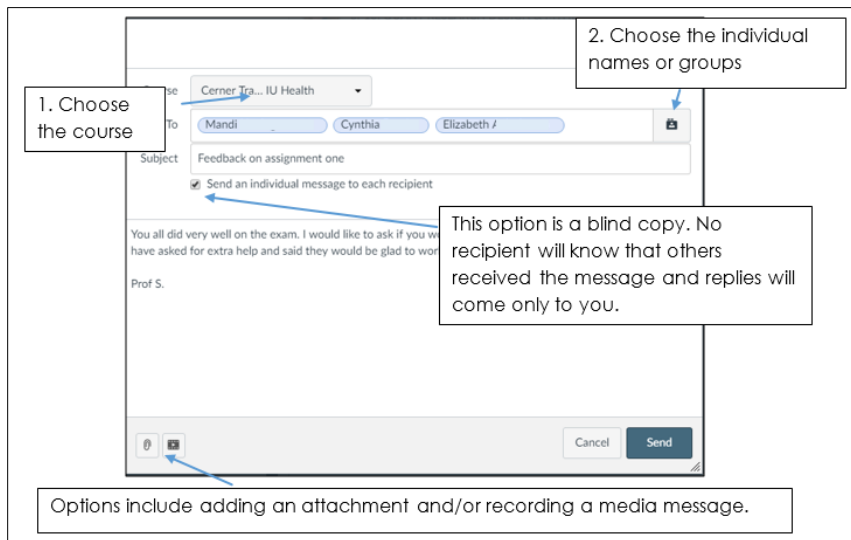 2. Choose the individual
names or groups
Cerner Tra... IU Health
1. Choose
the course
To
Mandi
Cynthia
Elizabeth
Subject
Feedback on assignment one
Send an individual message to each recipient
You all did very well on the exam. I would like to ask if you
have asked for extra help and said they would be glad to
Prof S.
This option is a blind copy. No
recipient will know that others
received the message and replies will
come only to you.
Cancel
Send
Options include adding an attachment and/or recording a media message.